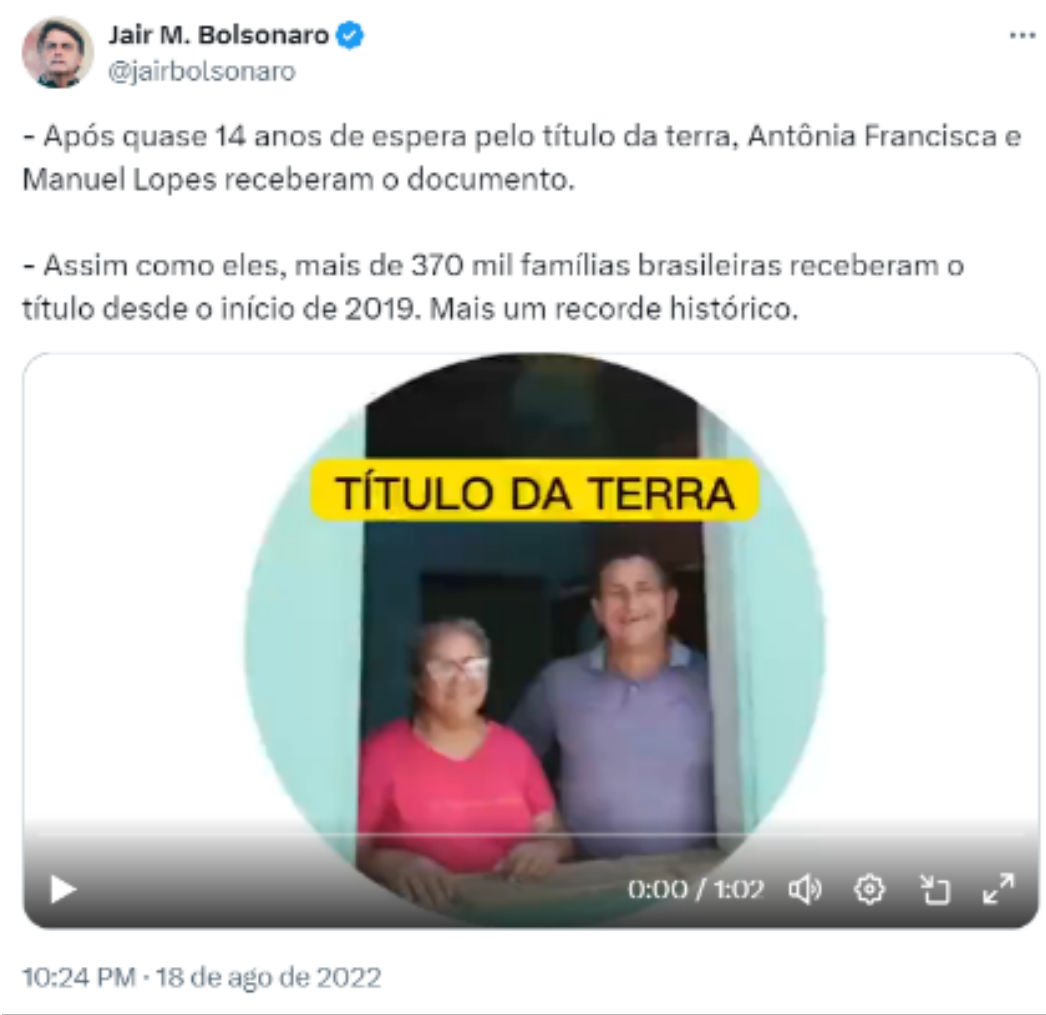 Jair M. Bolsonaro
@jairbolsonaro
- Após quase 14 anos de espera pelo título da terra, Antônia Francisca e
Manuel Lopes receberam o documento.
- Assim como eles, mais de 370 mil famílias brasileiras receberam o
título desde o início de 2019. Mais um recorde histórico.
TÍTULO DA TERRA
0:00 / 1:02
10:24 PM · 18 de ago de 2022